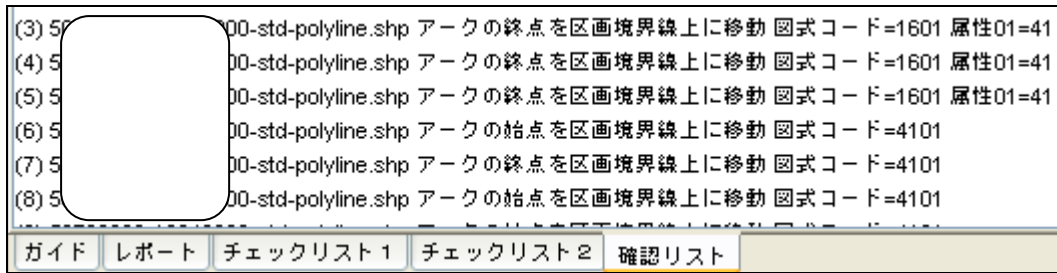 (3) 5 00-std-polyline.shp アークの終点を区画境界線上に移動 図式コード=1601 属性01=41
(4) 5 00-std-polyline.shp アークの終点を区画境界線上に移動 図式コード=1601 属性01=41
(5) 5 00-std-polyline.shp アークの終点を区画境界線上に移動 図式コード=1601 属性01=41
(6) 5 00-std-polyline.shp アークの始点を区画境界線上に移動 図式コード=4101
(7) 5 00-std-polyline.shp アークの終点を区画境界線上に移動 図式コード=4101
(8) 5 00-std-polyline.shp アークの始点を区画境界線上に移動 図式コード=4101
ガイド レポート チェックリスト1 チェックリスト2 確認リスト